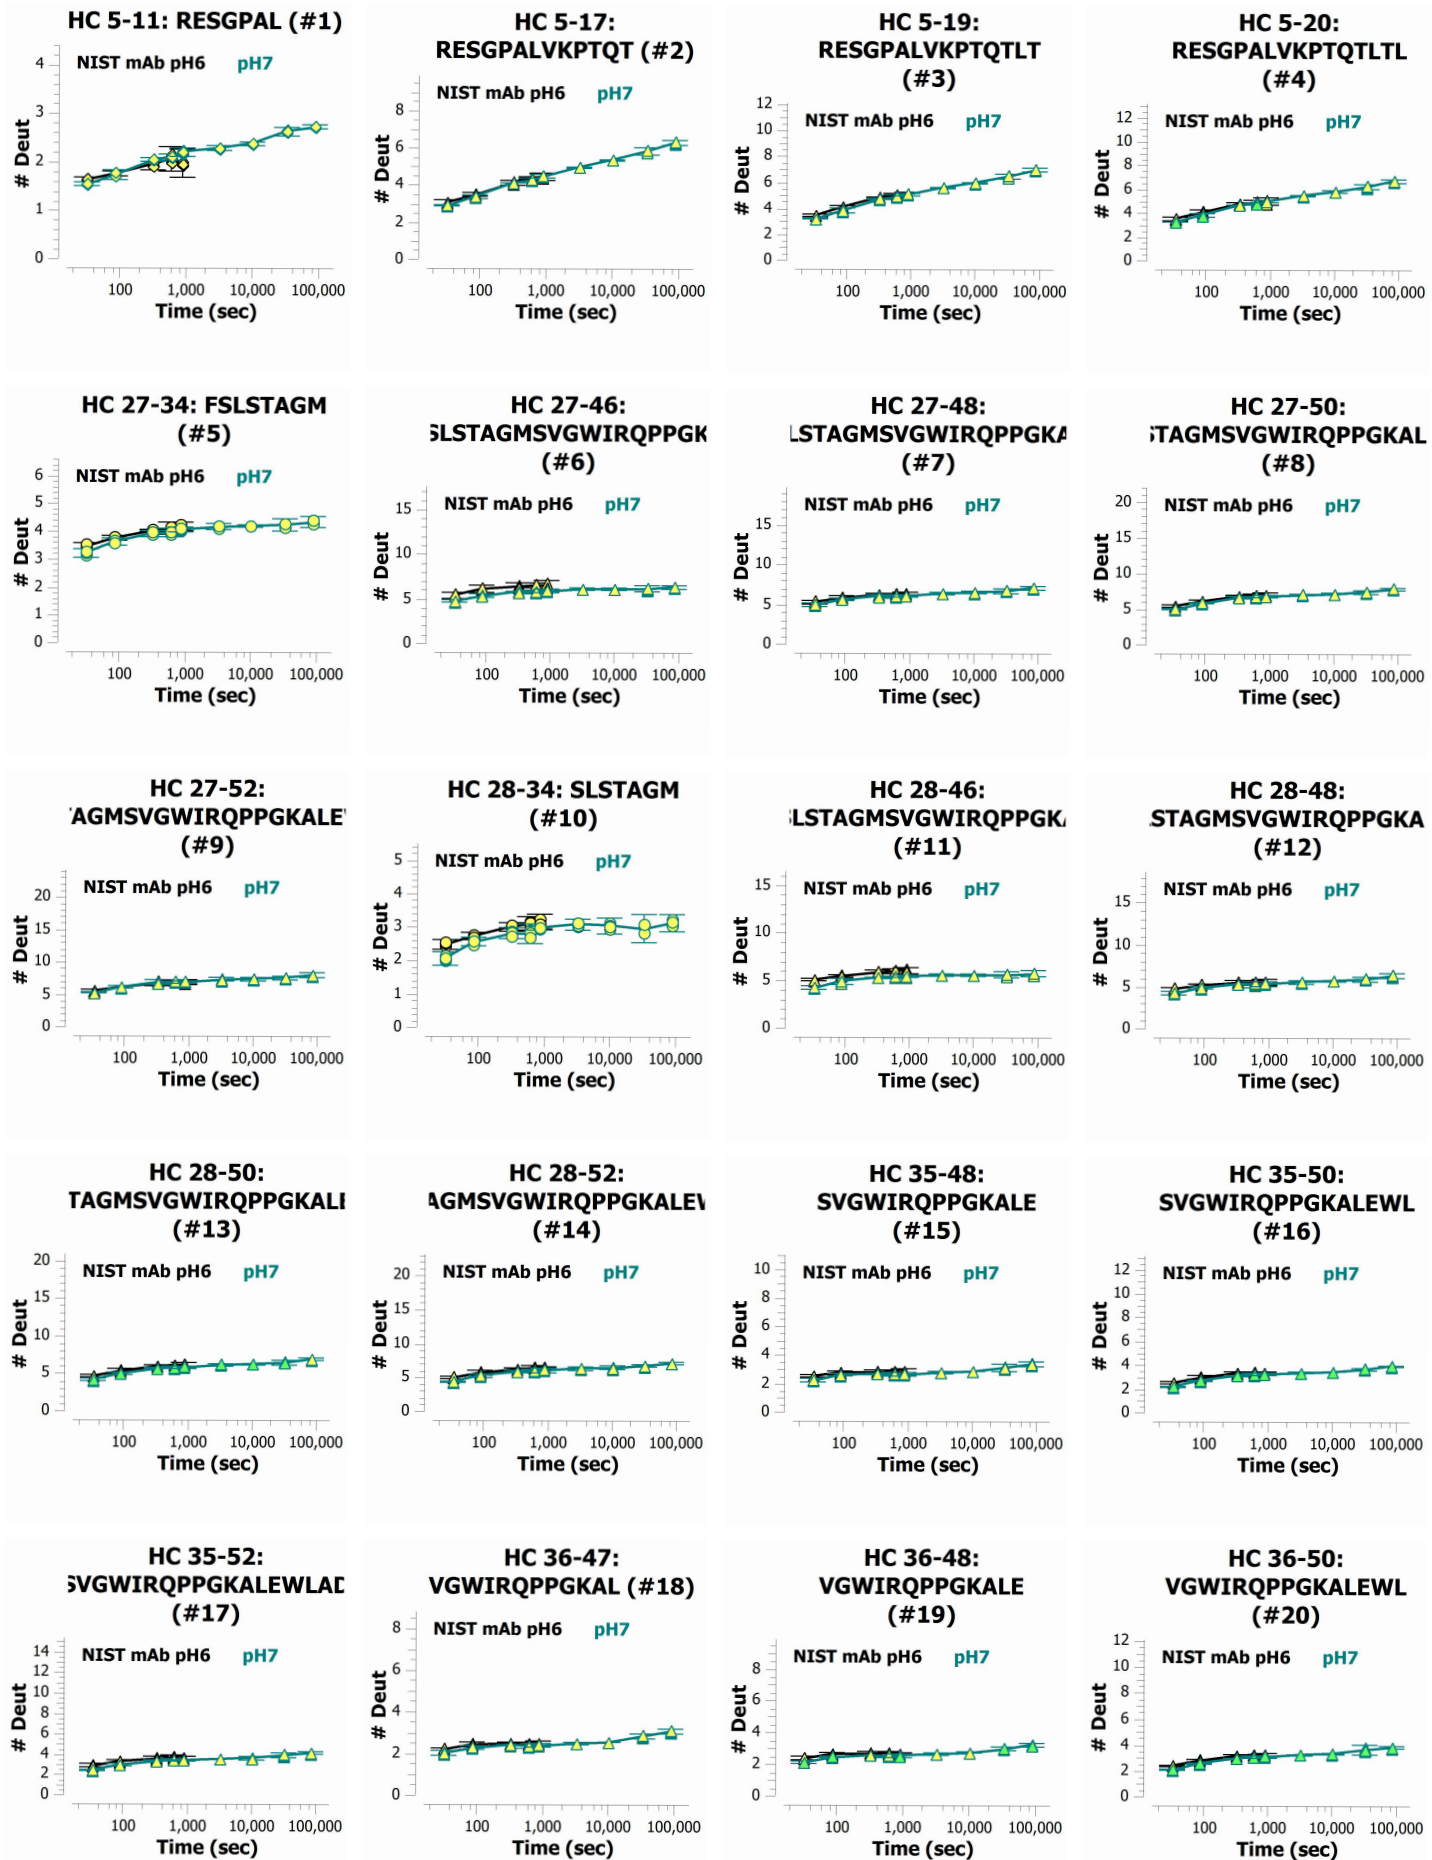 HC 5-11: RESGPAL (#1)
NIST mAb pH6 pH7
# Deut
4
3
2
1
0
100 1,000 10,000 100,000
Time (sec)
HC 5-17:
RESGPALVKPTQT (#2)
NIST mAb pH6 pH7
# Deut
8
6
4
2
0
100 1,000 10,000 100,000
Time (sec)
HC 5-19:
RESGPALVKPTQTLT
(#3)
NIST mAb pH6 pH7
# Deut
12
10
8
6
4
2
0
100 1,000 10,000 100,000
Time (sec)
HC 5-20:
RESGPALVKPTQTLTL
(#4)
NIST mAb pH6 pH7
# Deut
12
10
8
6
4
2
0
100 1,000 10,000 100,000
Time (sec)
HC 27-34: FSLSTAGM
(#5)
NIST mAb pH6 pH7
# Deut
6
5
4
3
2
1
0
100 1,000 10,000 100,000
Time (sec)
HC 27-46:
SLSTAGMSVGWIRQPPGK
(#6)
NIST mAb pH6 pH7
# Deut
15
10
5
0
100 1,000 10,000 100,000
Time (sec)
HC 27-48:
LSTAGMSVGWIRQPPGKA
(#7)
NIST mAb pH6 pH7
# Deut
15
10
5
0
100 1,000 10,000 100,000
Time (sec)
HC 27-50:
STAGMSVGWIRQPPGKAL
(#8)
NIST mAb pH6 pH7
# Deut
20
15
10
5
0
100 1,000 10,000 100,000
Time (sec)
HC 27-52:
AGMSVGWIRQPPGKALE
(#9)
NIST mAb pH6 pH7
# Deut
20
15
10
5
0
100 1,000 10,000 100,000
Time (sec)
HC 28-34: SLSTAGM
(#10)
NIST mAb pH6 pH7
# Deut
5
4
3
2
1
0
100 1,000 10,000 100,000
Time (sec)
HC 28-46:
SLSTAGMSVGWIRQPPGK
(#11)
NIST mAb pH6 pH7
# Deut
15
10
5
0
100 1,000 10,000 100,000
Time (sec)
HC 28-48:
LSTAGMSVGWIRQPPGKA
(#12)
NIST mAb pH6 pH7
# Deut
15
10
5
0
100 1,000 10,000 100,000
Time (sec)
HC 28-50:
TAGMSVGWIRQPPGKALE
(#13)
NIST mAb pH6 pH7
# Deut
20
15
10
5
0
100 1,000 10,000 100,000
Time (sec)
HC 28-52:
AGMSVGWIRQPPGKALEW
(#14)
NIST mAb pH6 pH7
# Deut
20
15
10
5
0
100 1,000 10,000 100,000
Time (sec)
HC 35-48:
SVGWIRQPPGKALE
(#15)
NIST mAb pH6 pH7
# Deut
10
8
6
4
2
0
100 1,000 10,000 100,000
Time (sec)
HC 35-50:
SVGWIRQPPGKALEWL
(#16)
NIST mAb pH6 pH7
# Deut
12
10
8
6
4
2
0
100 1,000 10,000 100,000
Time (sec)
HC 35-52:
SVGWIRQPPGKALEWLAD
(#17)
NIST mAb pH6 pH7
# Deut
14
12
10
8
6
4
2
0
100 1,000 10,000 100,000
Time (sec)
HC 36-47:
VGWIRQPPGKAL (#18)
NIST mAb pH6 pH7
# Deut
8
6
4
2
0
100 1,000 10,000 100,000
Time (sec)
HC 36-48:
VGWIRQPPGKALE
(#19)
NIST mAb pH6 pH7
# Deut
8
6
4
2
0
100 1,000 10,000 100,000
Time (sec)
HC 36-50:
VGWIRQPPGKALEWL
(#20)
NIST mAb pH6 pH7
# Deut
12
10
8
6
4
2
0
100 1,000 10,000 100,000
Time (sec)